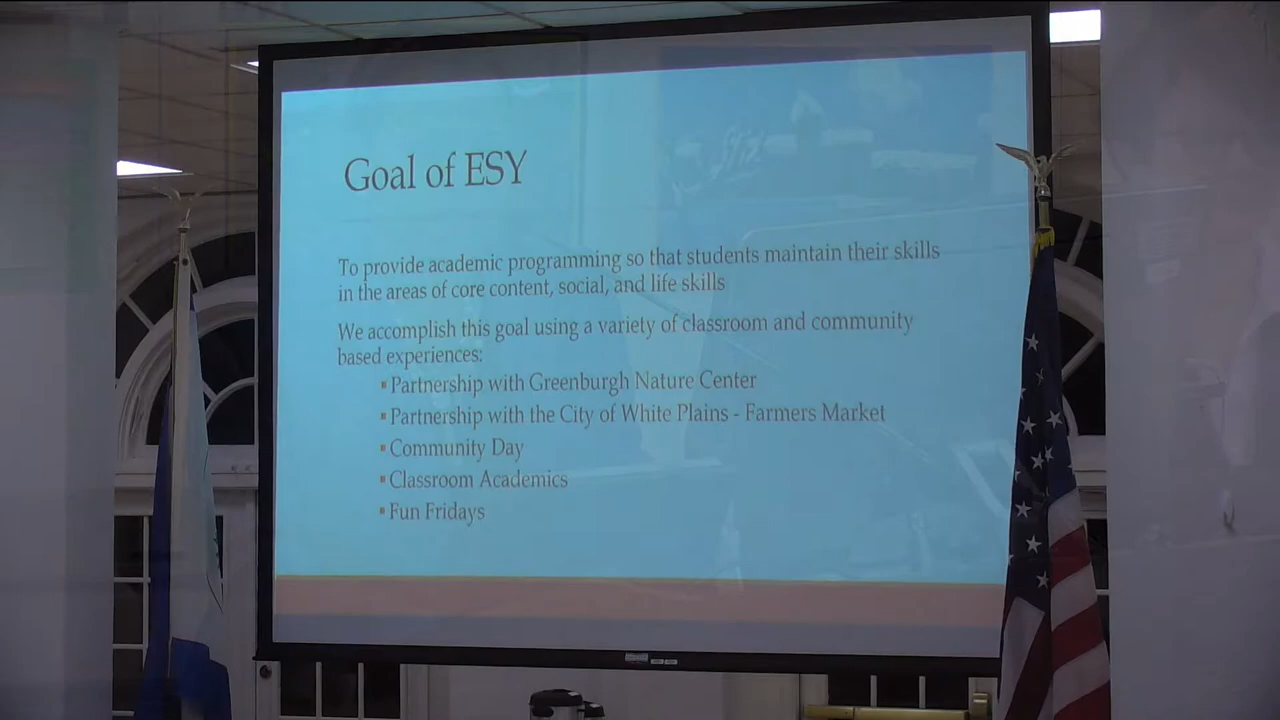 Goal of ESY
To provide academic programming so that students maintain their skills
in the areas of core content, social, and life skills
We accomplish this goal using a variety of classroom and community
based experiences:
▪Partnership with Greenburgh Nature Center
▪Partnership with the City of White Plains - Farmers Market
▪Community Day
▪Classroom Academics
▪Fun Fridays